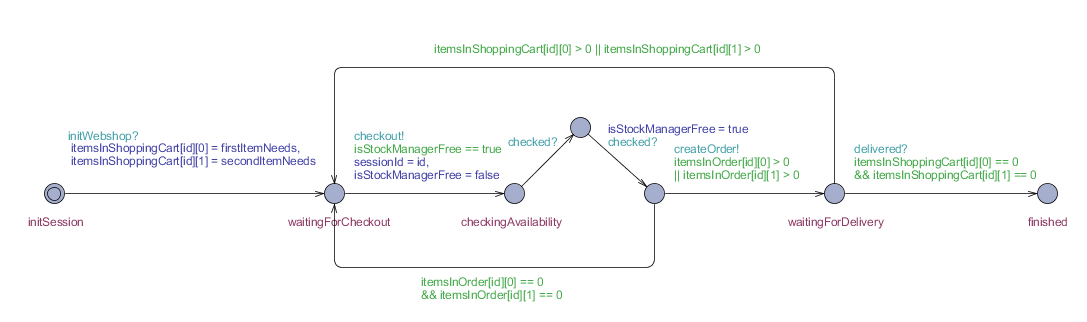 itemsInShoppingCart[id][0] > 0 || itemsInShoppingCart[id][1] > 0
initWebshop?
itemsInShoppingCart[id][0] = firstItemNeeds,
itemsInShoppingCart[id][1] = secondItemNeeds
checkout!
isStockManagerFree == true
sessionId = id,
isStockManagerFree = false
checked?
isStockManagerFree = true
checked?
createOrder!
itemsInOrder[id][0] > 0
|| itemsInOrder[id][1] > 0
delivered?
itemsInShoppingCart[id][0] == 0
&& itemsInShoppingCart[id][1] == 0
initSession
waitingForCheckout
checkingAvailability
waitingForDelivery
finished
itemsInOrder[id][0] == 0
&& itemsInOrder[id][1] == 0